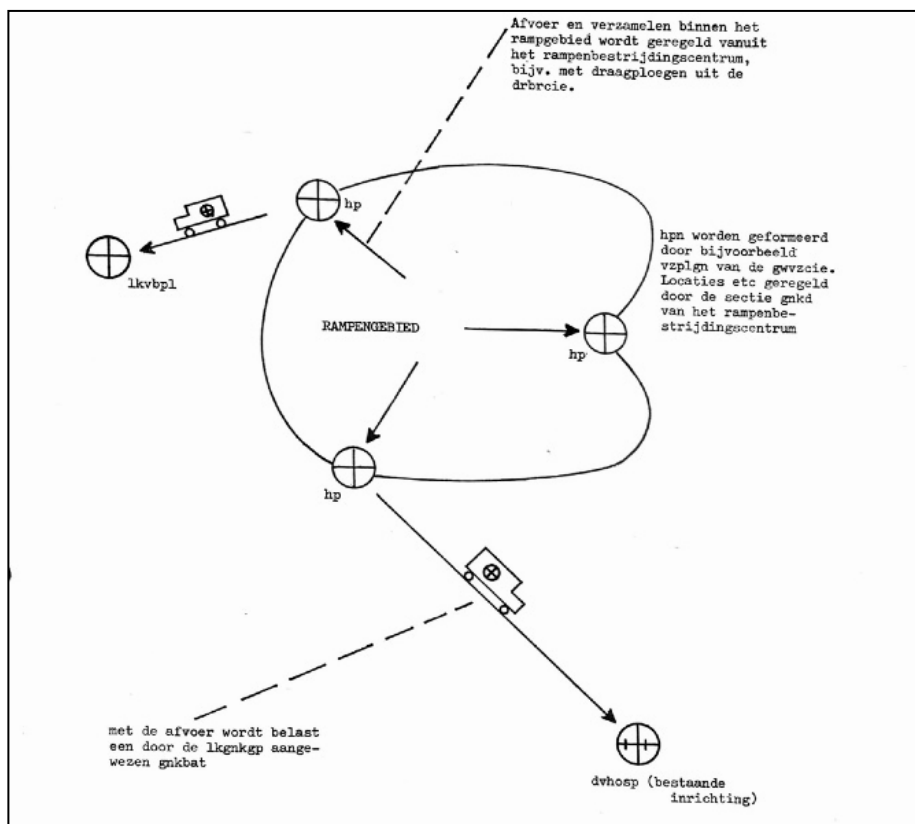 Afvoer en verzamelen binnen het
rampgebied wordt geregeld vanuit
het rampenbestrijdingscentrum,
bijv. met draagploegen uit de
drbrcie.
hp
lkvbpl
hpn worden geformeerd
door bijvoorbeeld
vzplgn van de gwvzcie.
Locaties etc geregeld
door de sectie gnkd
van het rampenbe-
strijdingscentrum
RAMPENGEBIED
hp
hp
met de afvoer wordt belast
een door de lkgnkgp aange-
wezen gnkbat
dvhosp (bestaande
inrichting)